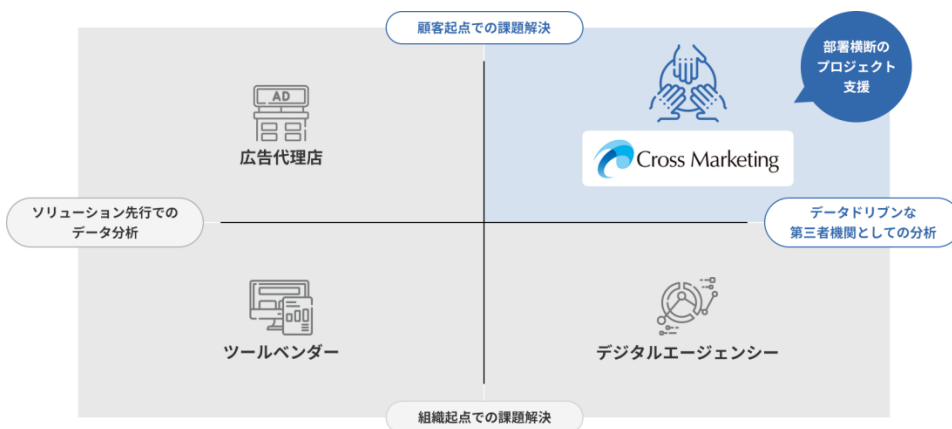 顧客起点での課題解決
部署横断の
プロジェクト
支援
AD
広告代理店
Cross Marketing
ソリューション先行での
データ分析
データドリブンな
第三者機関としての分析
ツールベンダー
デジタルエージェンシー
組織起点での課題解決